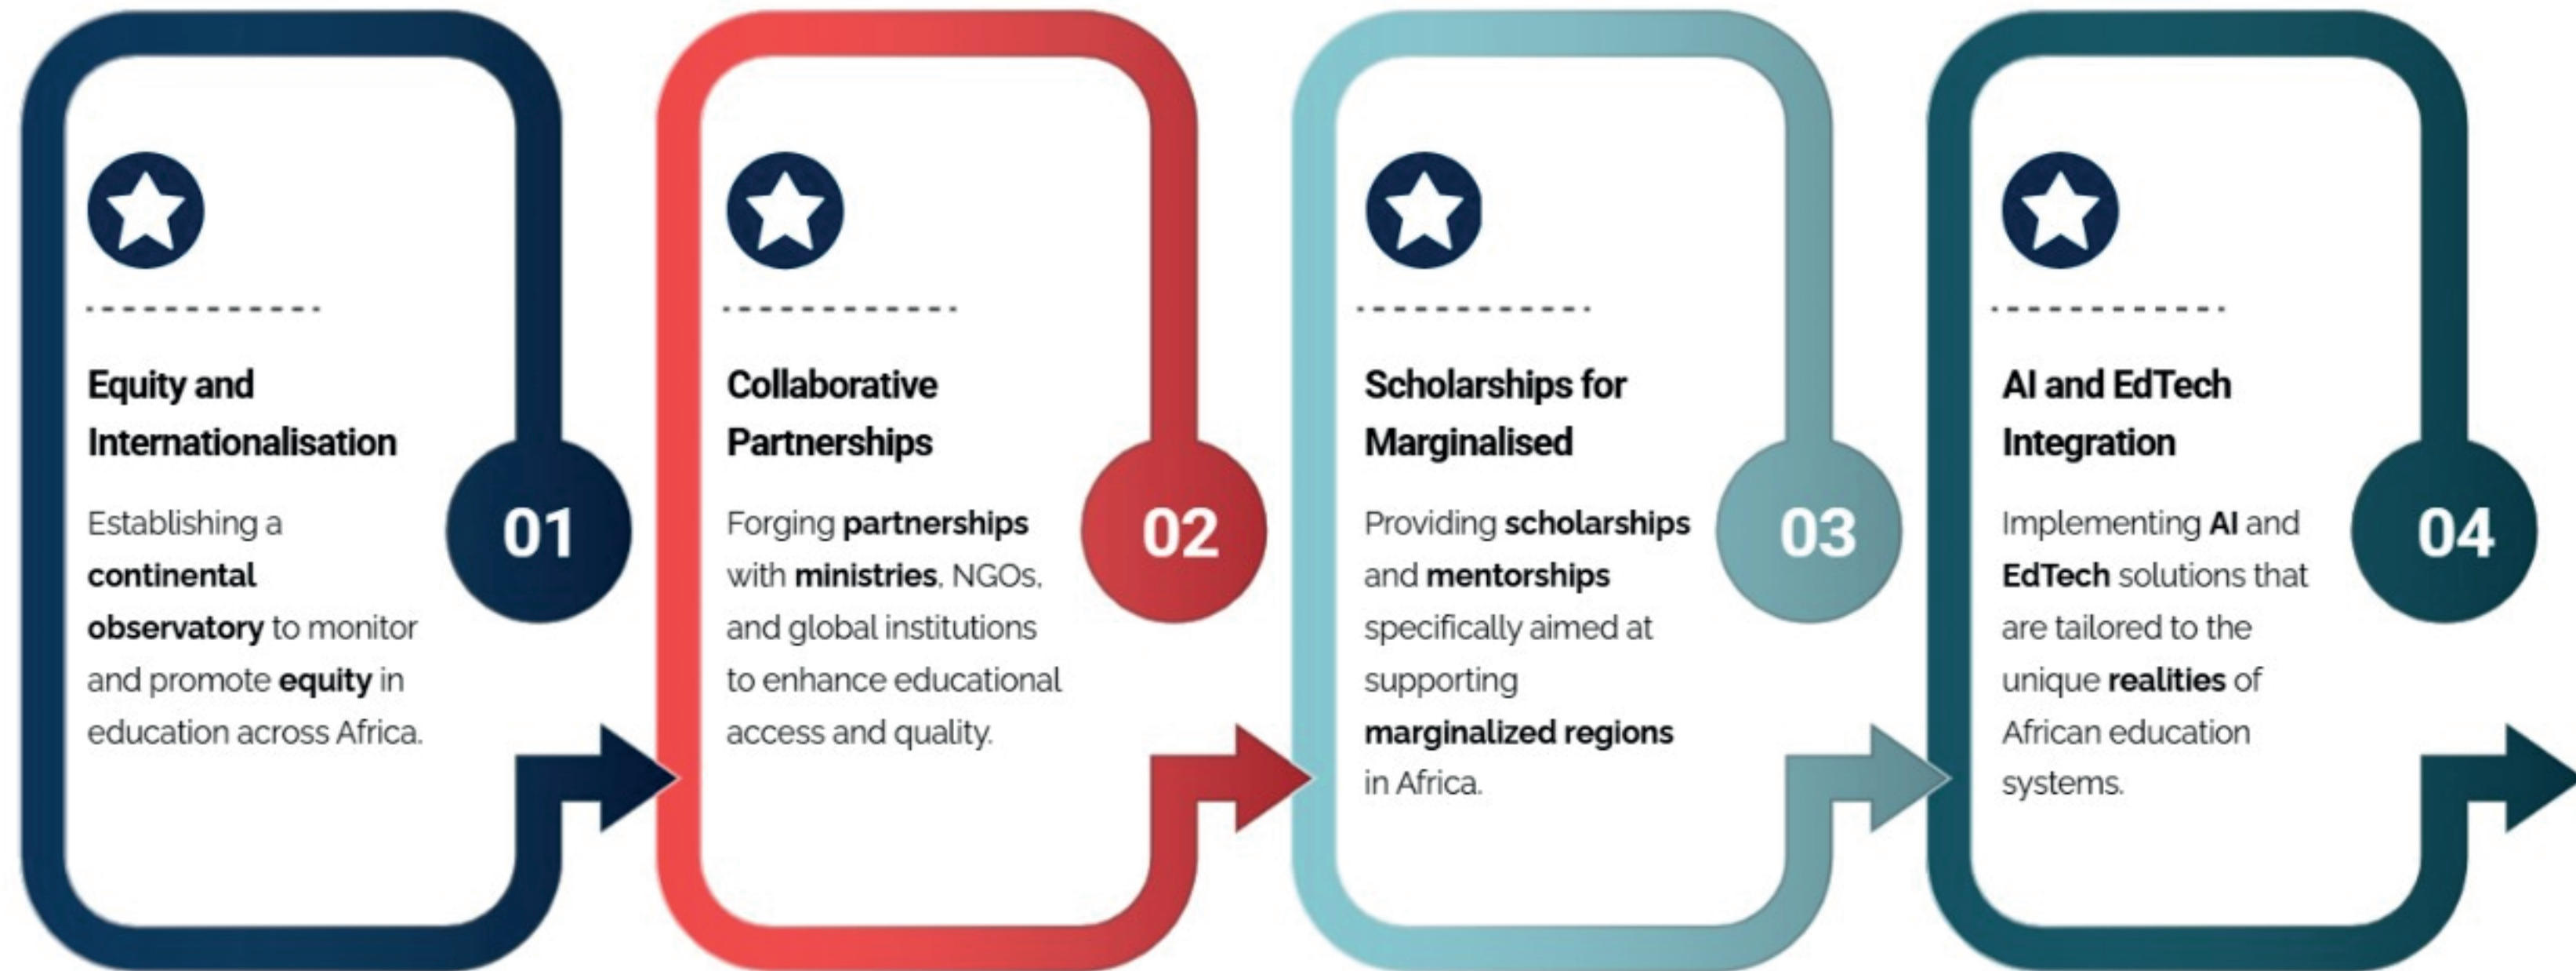 Equity and
Internationalisation
Establishing a
continental
observatory to monitor
and promote equity in
education across Africa.
01
Collaborative
Partnerships
Forging partnerships
with ministries, NGOs,
and global institutions
to enhance educational
access and quality.
02
Scholarships for
Marginalised
Providing scholarships
and mentorships
specifically aimed at
supporting
marginalized regions
in Africa.
03
AI and EdTech
Integration
Implementing AI and
EdTech solutions that
are tailored to the
unique realities of
African education
systems.
04